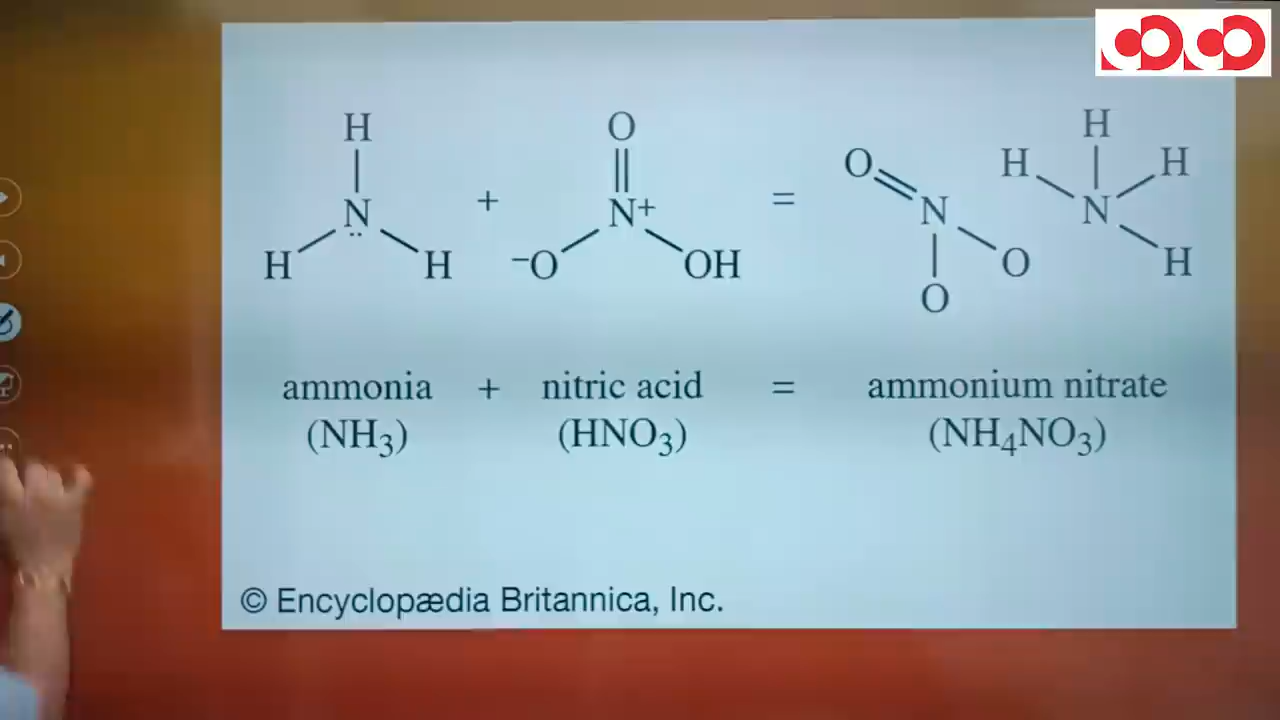 H
N
H
H
+
O
N+
−O
OH
=
O
N
O
O
H
H
H
N
H
ammonia + nitric acid = ammonium nitrate
(NH3) (HNO3) (NH4NO3)
© Encyclopædia Britannica, Inc.